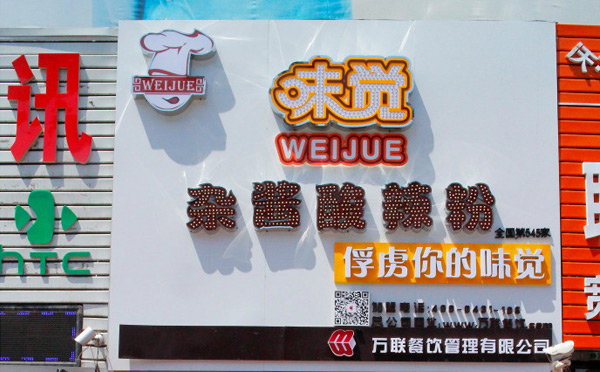 讯
htc
WEIJUE
味觉
WEIJUE
杂酱酸辣粉
全国第545家
俘虏你的味觉
万联餐饮管理有限公司